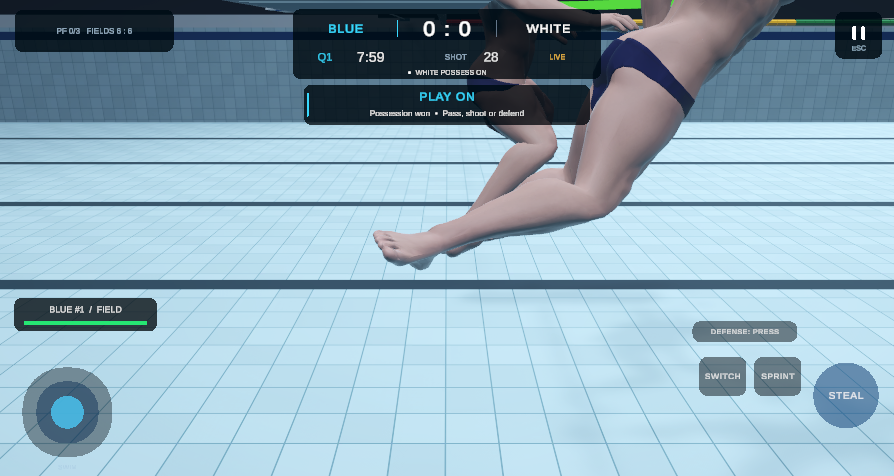 PF 0/3 FIELDS 6 : 6
BLUE 0 : 0 WHITE
Q1 7:59 SHOT 28 LIVE
• WHITE POSSESSION
PLAY ON
Possession won • Pass, shoot or defend
ESC
BLUE #1 / FIELD
DEFENSE: PRESS
SWITCH SPRINT STEAL